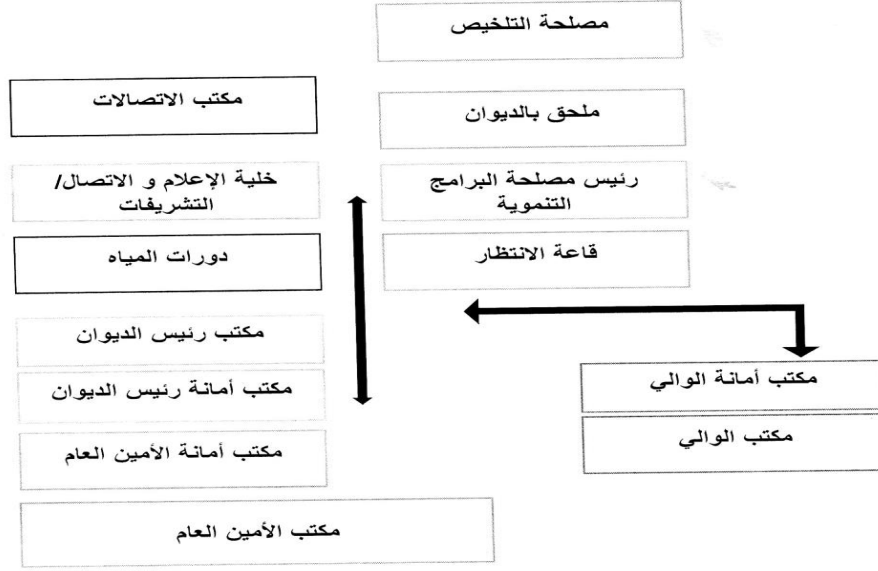 مصلحة التلخيص
مكتب الاتصالات
ملحق بالديوان
خلية الإعلام و الاتصال/
التشريفات
رئيس مصلحة البرامج
التنموية
دورات المياه
قاعة الانتظار
مكتب رئيس الديوان
مكتب أمانة رئيس الديوان
مكتب أمانة الأمين العام
مكتب الأمين العام
مكتب أمانة الوالي
مكتب الوالي